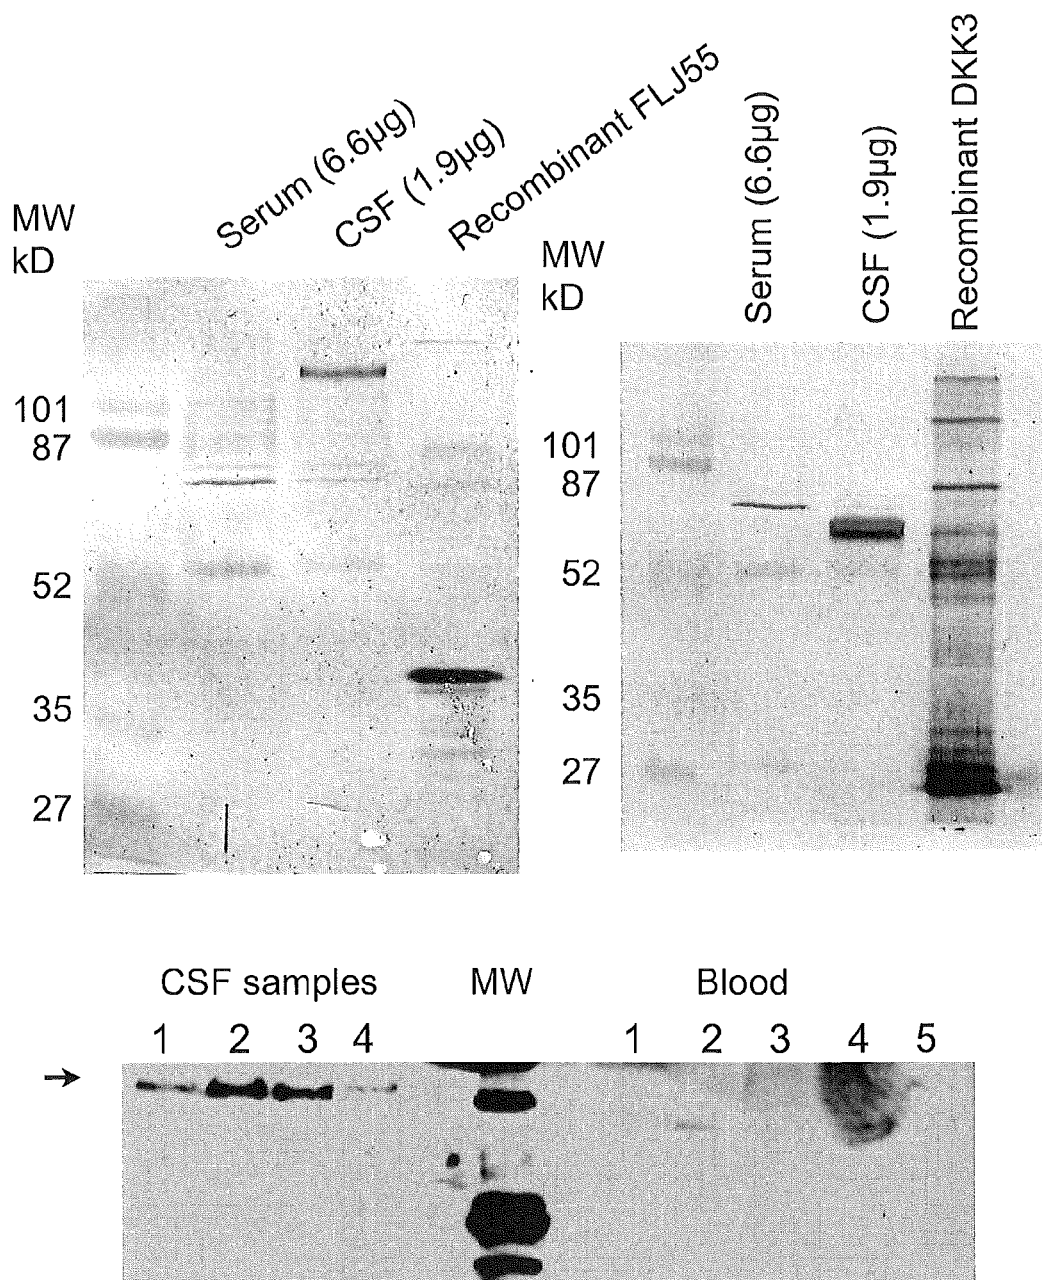 MW
kD
Serum (6.6µg)
CSF (1.9µg)
Recombinant FLJ55
101
87
52
35
27
MW
kD
Serum (6.6µg)
CSF (1.9µg)
Recombinant DKK3
101
87
52
35
27
CSF samples MW Blood
1 2 3 4 1 2 3 4 5